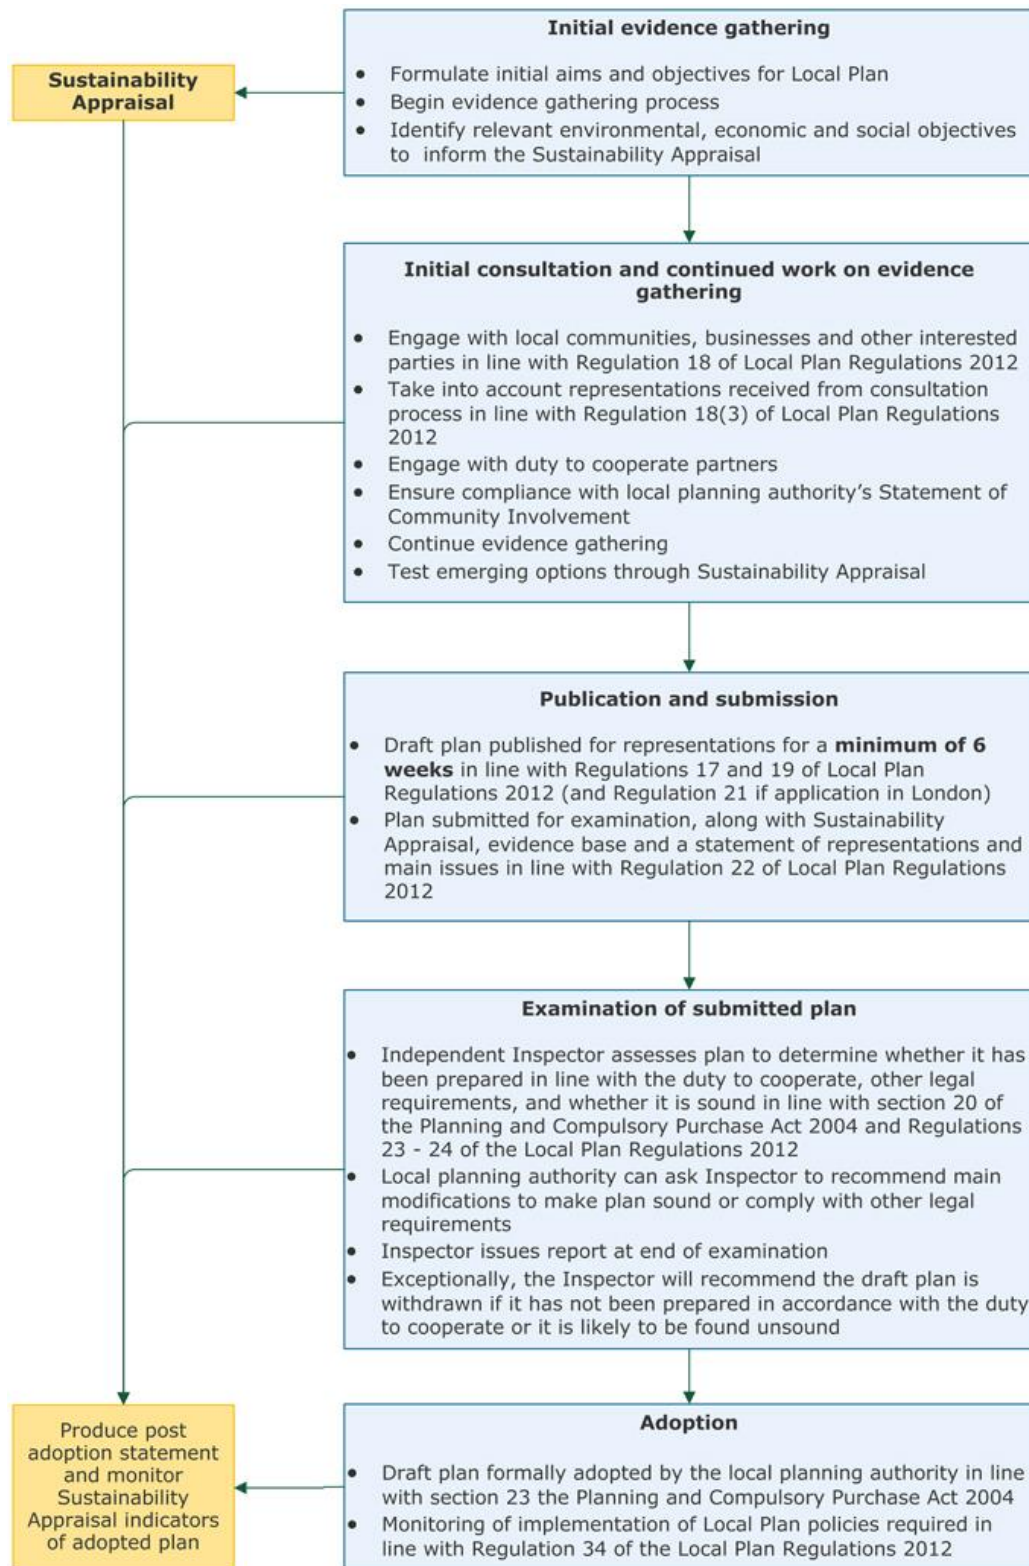 Initial evidence gathering
• Formulate initial aims and objectives for Local Plan
• Begin evidence gathering process
• Identify relevant environmental, economic and social objectives
to  inform the Sustainability Appraisal
Sustainability
Appraisal
Initial consultation and continued work on evidence
gathering
• Engage with local communities, businesses and other interested
parties in line with Regulation 18 of Local Plan Regulations 2012
• Take into account representations received from consultation
process in line with Regulation 18(3) of Local Plan Regulations
2012
• Engage with duty to cooperate partners
• Ensure compliance with local planning authority's Statement of
Community Involvement
• Continue evidence gathering
• Test emerging options through Sustainability Appraisal
Publication and submission
• Draft plan published for representations for a minimum of 6
weeks in line with Regulations 17 and 19 of Local Plan
Regulations 2012 (and Regulation 21 if application in London)
• Plan submitted for examination, along with Sustainability
Appraisal, evidence base and a statement of representations and
main issues in line with Regulation 22 of Local Plan Regulations
2012
Examination of submitted plan
• Independent Inspector assesses plan to determine whether it has
been prepared in line with the duty to cooperate, other legal
requirements, and whether it is sound in line with section 20 of
the Planning and Compulsory Purchase Act 2004 and Regulations
23 - 24 of the Local Plan Regulations 2012
• Local planning authority can ask Inspector to recommend main
modifications to make plan sound or comply with other legal
requirements
• Inspector issues report at end of examination
• Exceptionally, the Inspector will recommend the draft plan is
withdrawn if it has not been prepared in accordance with the duty
to cooperate or it is likely to be found unsound
Adoption
• Draft plan formally adopted by the local planning authority in line
with section 23 the Planning and Compulsory Purchase Act 2004
• Monitoring of implementation of Local Plan policies required in
line with Regulation 34 of the Local Plan Regulations 2012
Produce post
adoption statement
and monitor
Sustainability
Appraisal indicators
of adopted plan